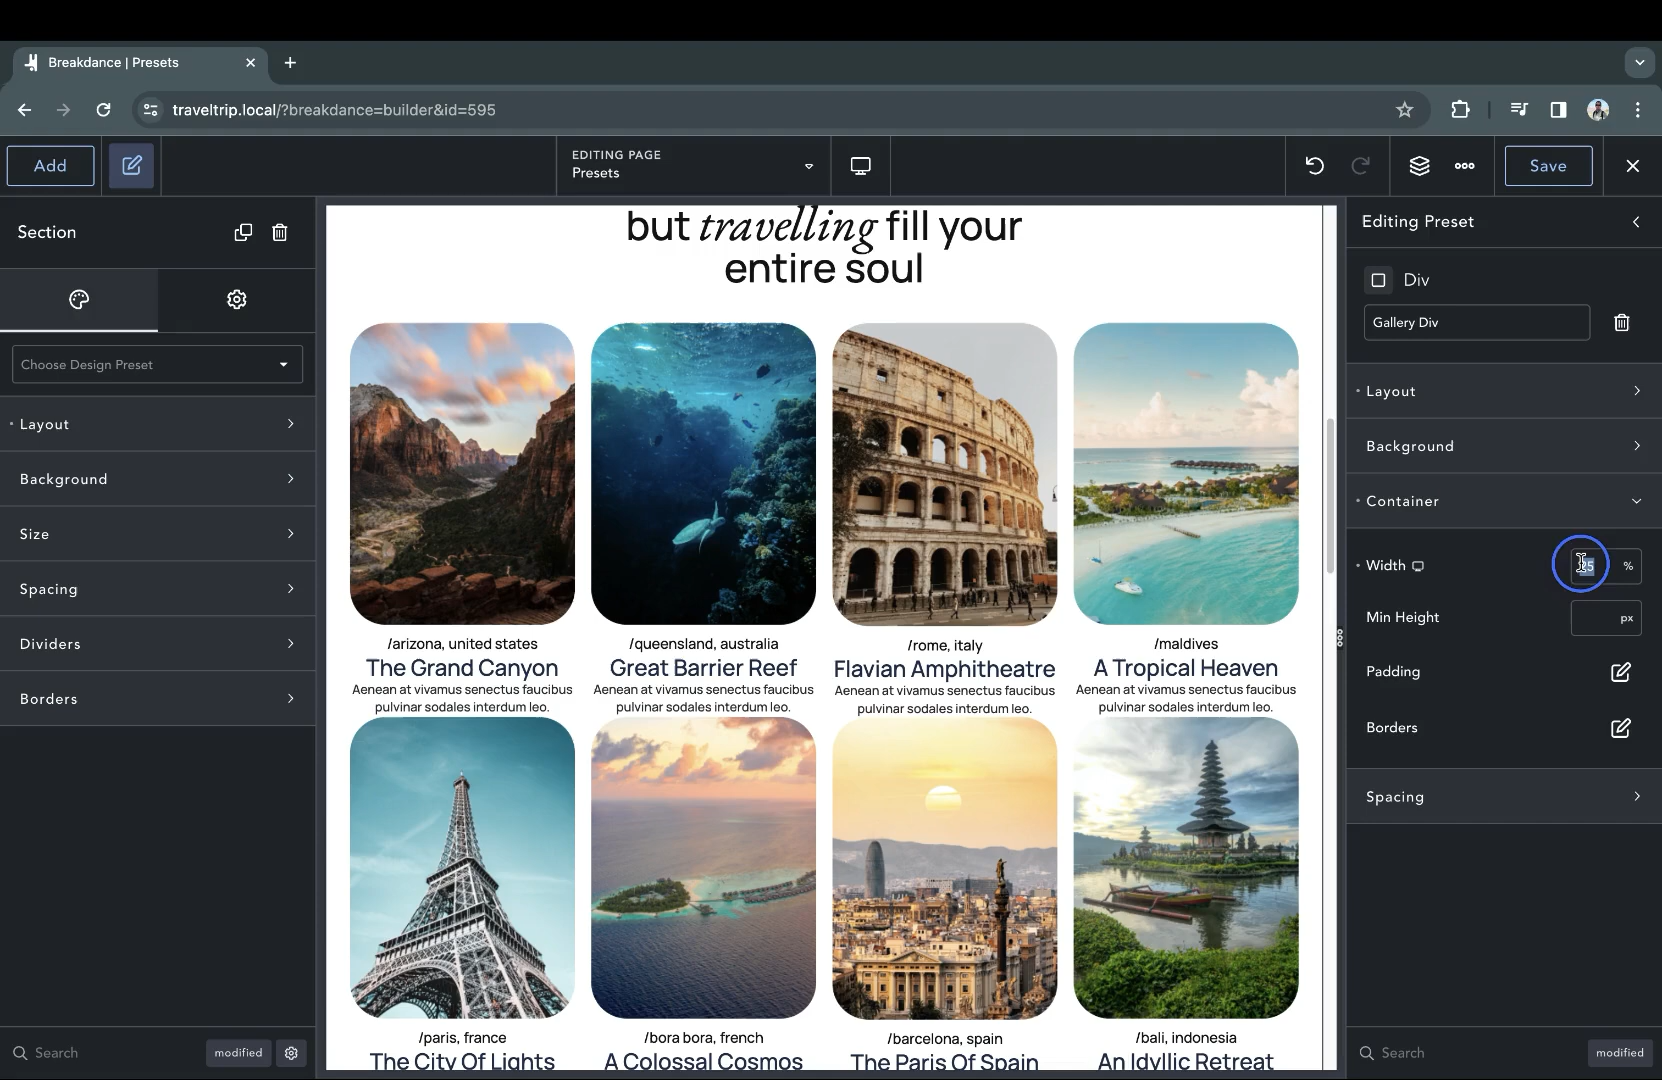 Breakdance | Presets
traveltrip.local/?breakdance=builder&id=595
Add
EDITING PAGE
Presets
Save
Section
Choose Design Preset
Layout
Background
Size
Spacing
Dividers
Borders
Search
modified
but travelling fill your
entire soul
/arizona, united states
The Grand Canyon
Aenean at vivamus senectus faucibus
pulvinar sodales interdum leo.
/queensland, australia
Great Barrier Reef
Aenean at vivamus senectus faucibus
pulvinar sodales interdum leo.
/rome, italy
Flavian Amphitheatre
Aenean at vivamus senectus faucibus
pulvinar sodales interdum leo.
/maldives
A Tropical Heaven
Aenean at vivamus senectus faucibus
pulvinar sodales interdum leo.
/paris, france
The City Of Lights
/bora bora, french
A Colossal Cosmos
/barcelona, spain
The Paris Of Spain
/bali, indonesia
An Idyllic Retreat
Editing Preset
Div
Gallery Div
Layout
Background
Container
Width 25 %
Min Height px
Padding
Borders
Spacing
Search
modified